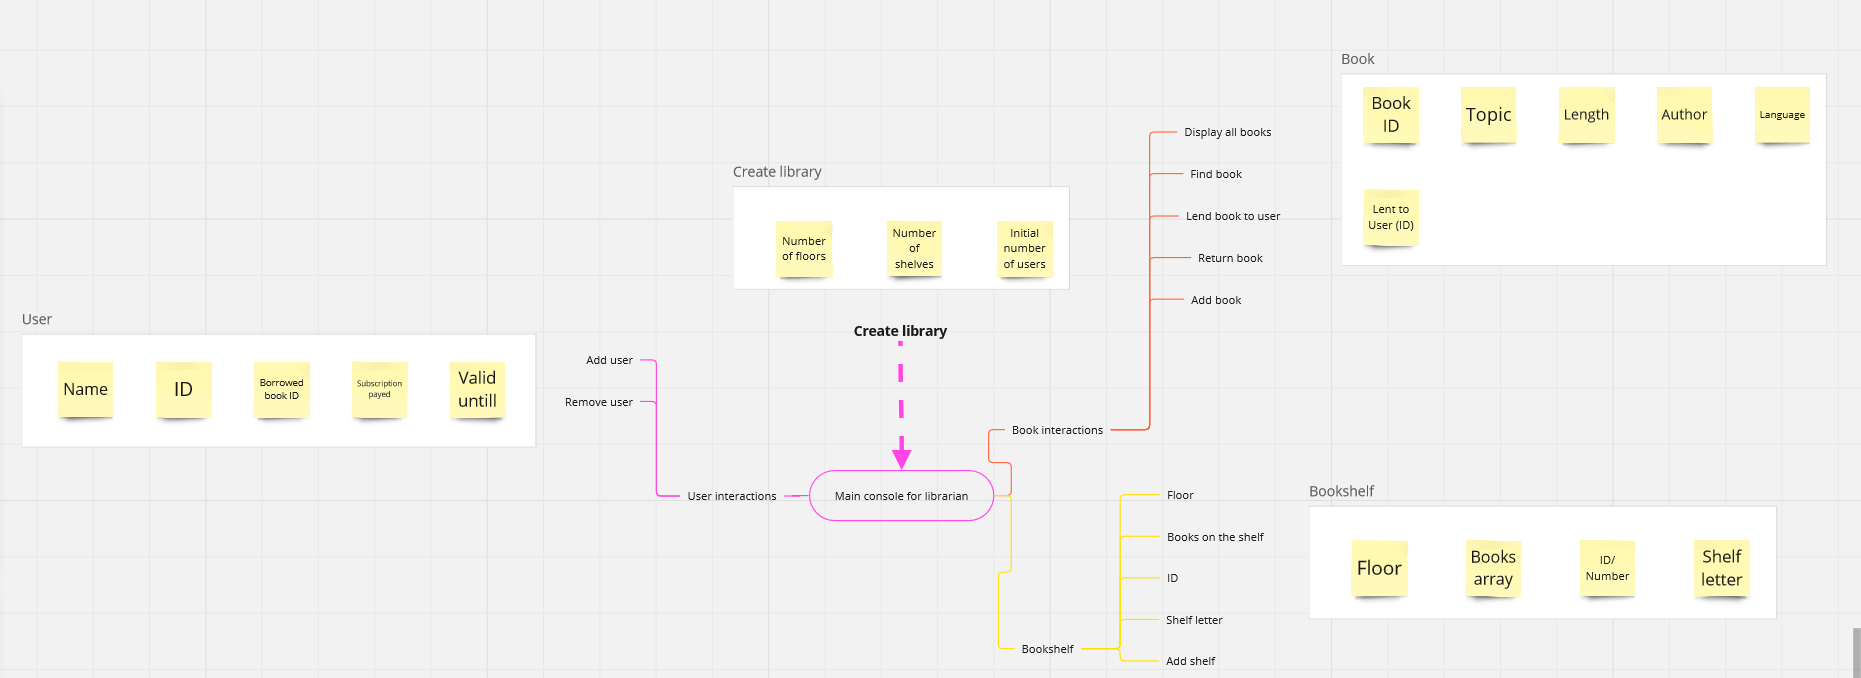 Book
Book
ID
Topic
Length
Author
Language
Lent to
User (ID)
Display all books
Find book
Lend book to user
Return book
Add book
Create library
Number
of floors
Number
of
shelves
Initial
number
of users
Create library
User
Name
ID
Borrowed
book ID
Subscription
payed
Valid
untill
Add user
Remove user
User interactions
Main console for librarian
Book interactions
Floor
Books on the shelf
ID
Shelf letter
Add shelf
Bookshelf
Bookshelf
Floor
Books
array
ID/
Number
Shelf
letter